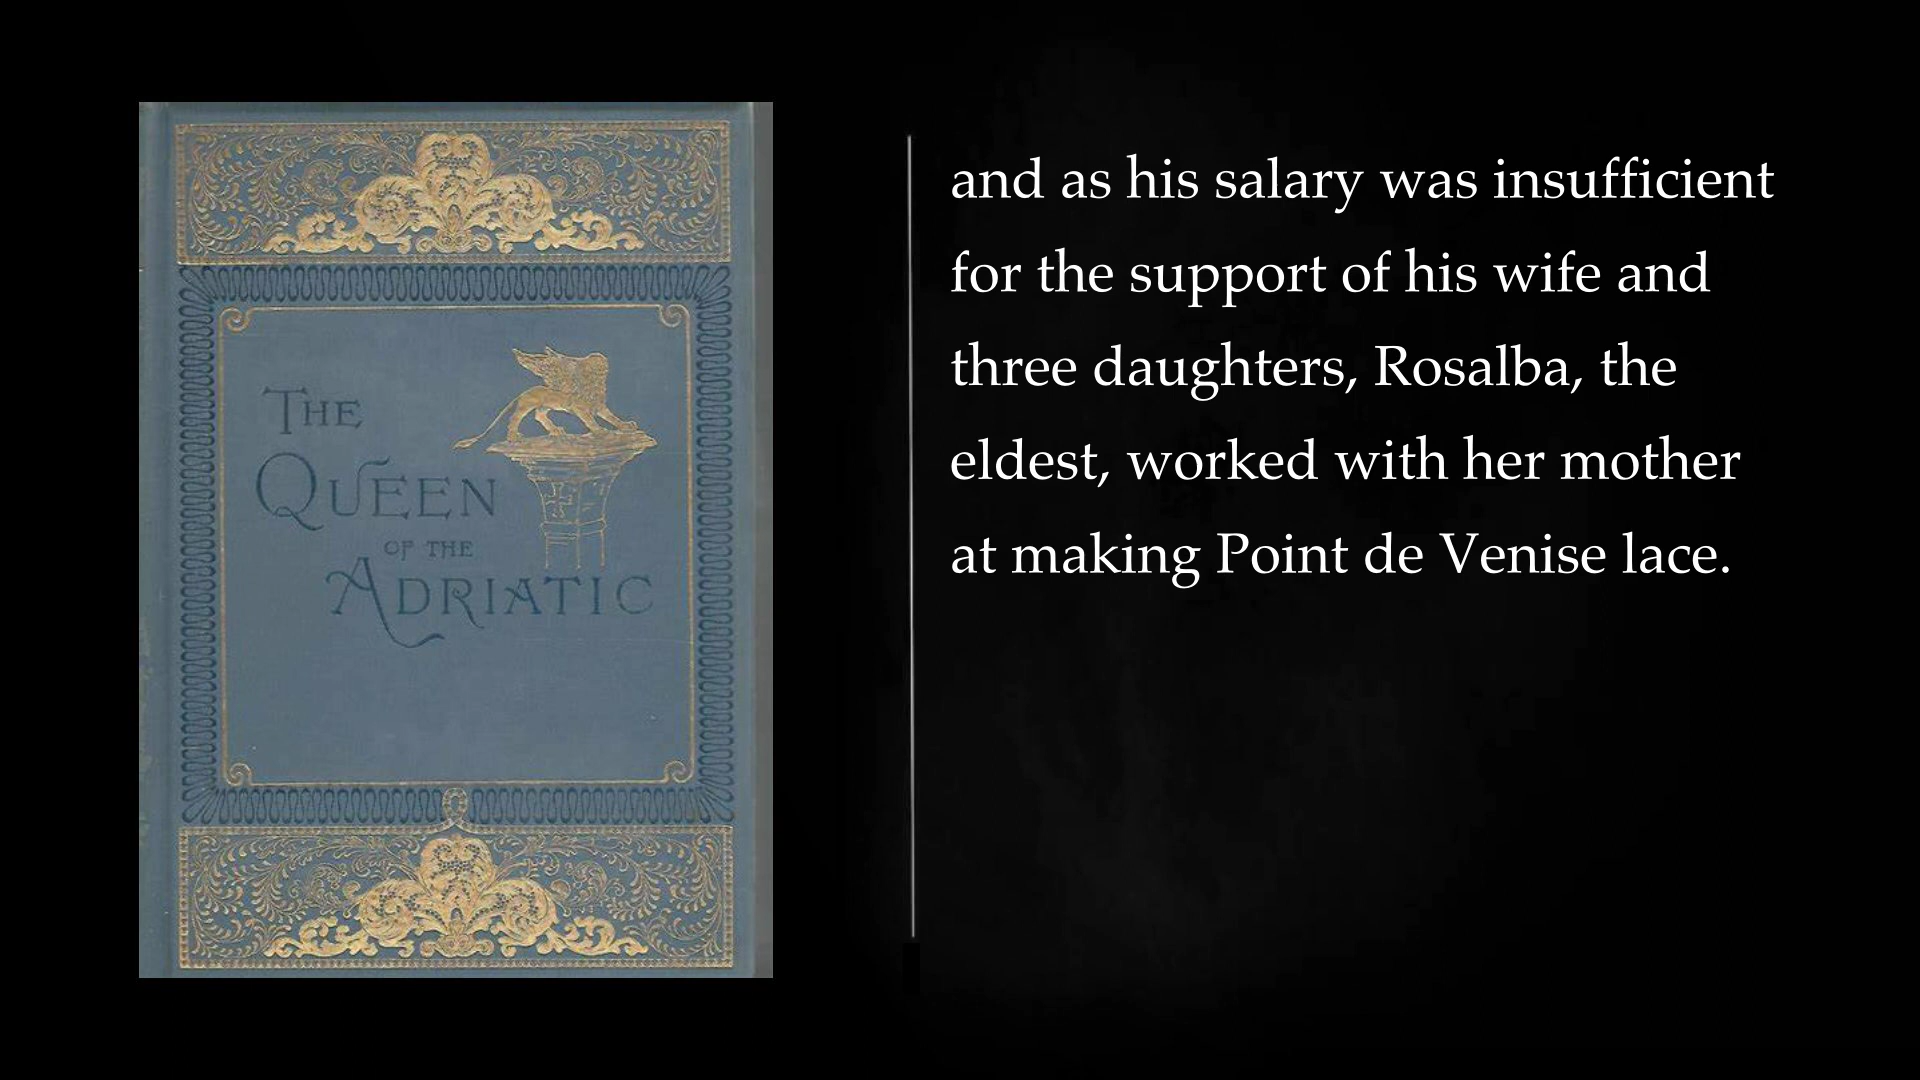 THE
QUEEN
OF THE
ADRIATIC
and as his salary was insufficient
for the support of his wife and
three daughters, Rosalba, the
eldest, worked with her mother
at making Point de Venise lace.